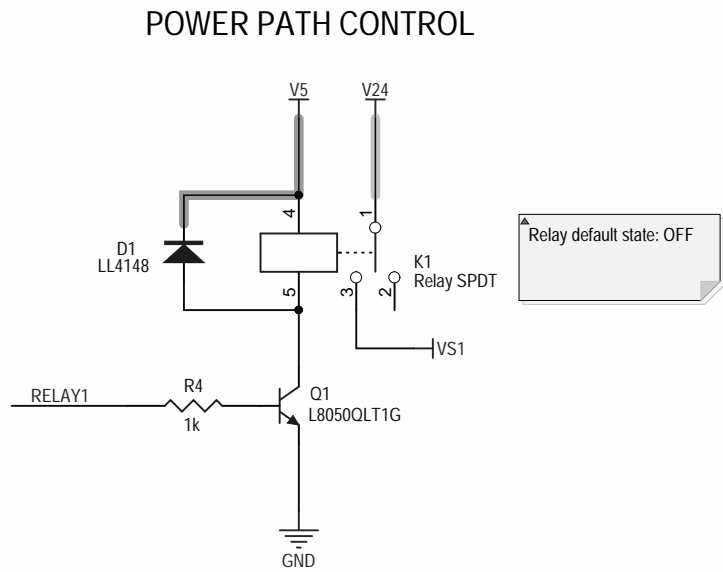 POWER PATH CONTROL
V5
V24
4
1
D1
LL4148
K1
Relay SPDT
5
3
2
Relay default state: OFF
VS1
RELAY1
R4
1k
Q1
L8050QLT1G
GND